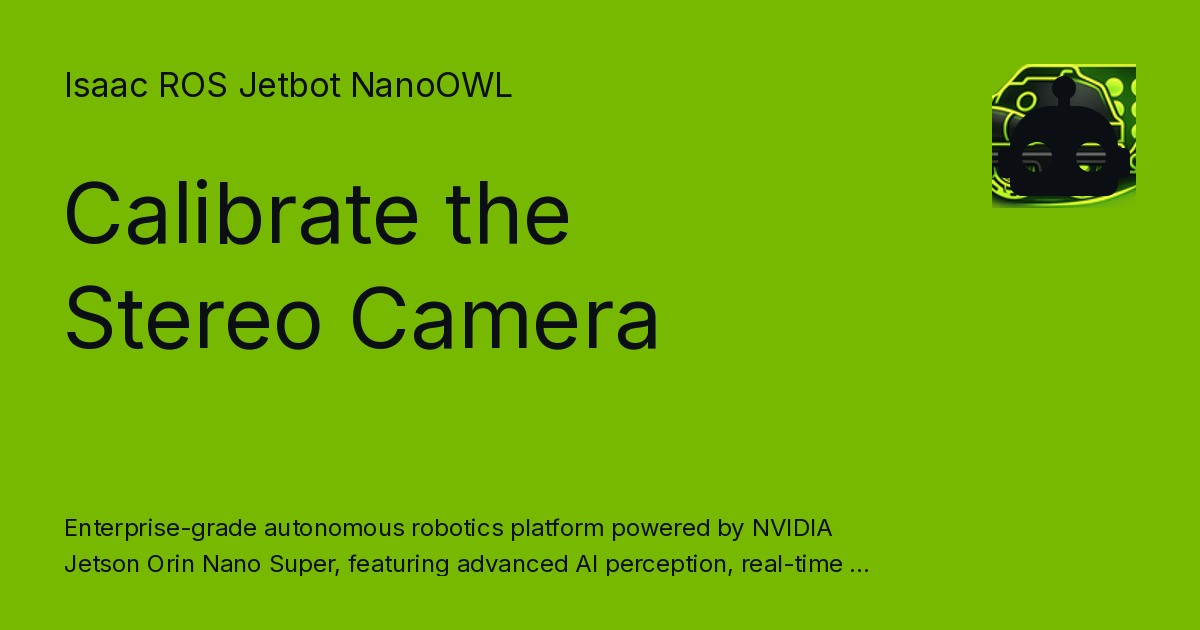 Isaac ROS Jetbot NanoOWL
Calibrate the
Stereo Camera
Enterprise-grade autonomous robotics platform powered by NVIDIA
Jetson Orin Nano Super, featuring advanced AI perception, real-time ...